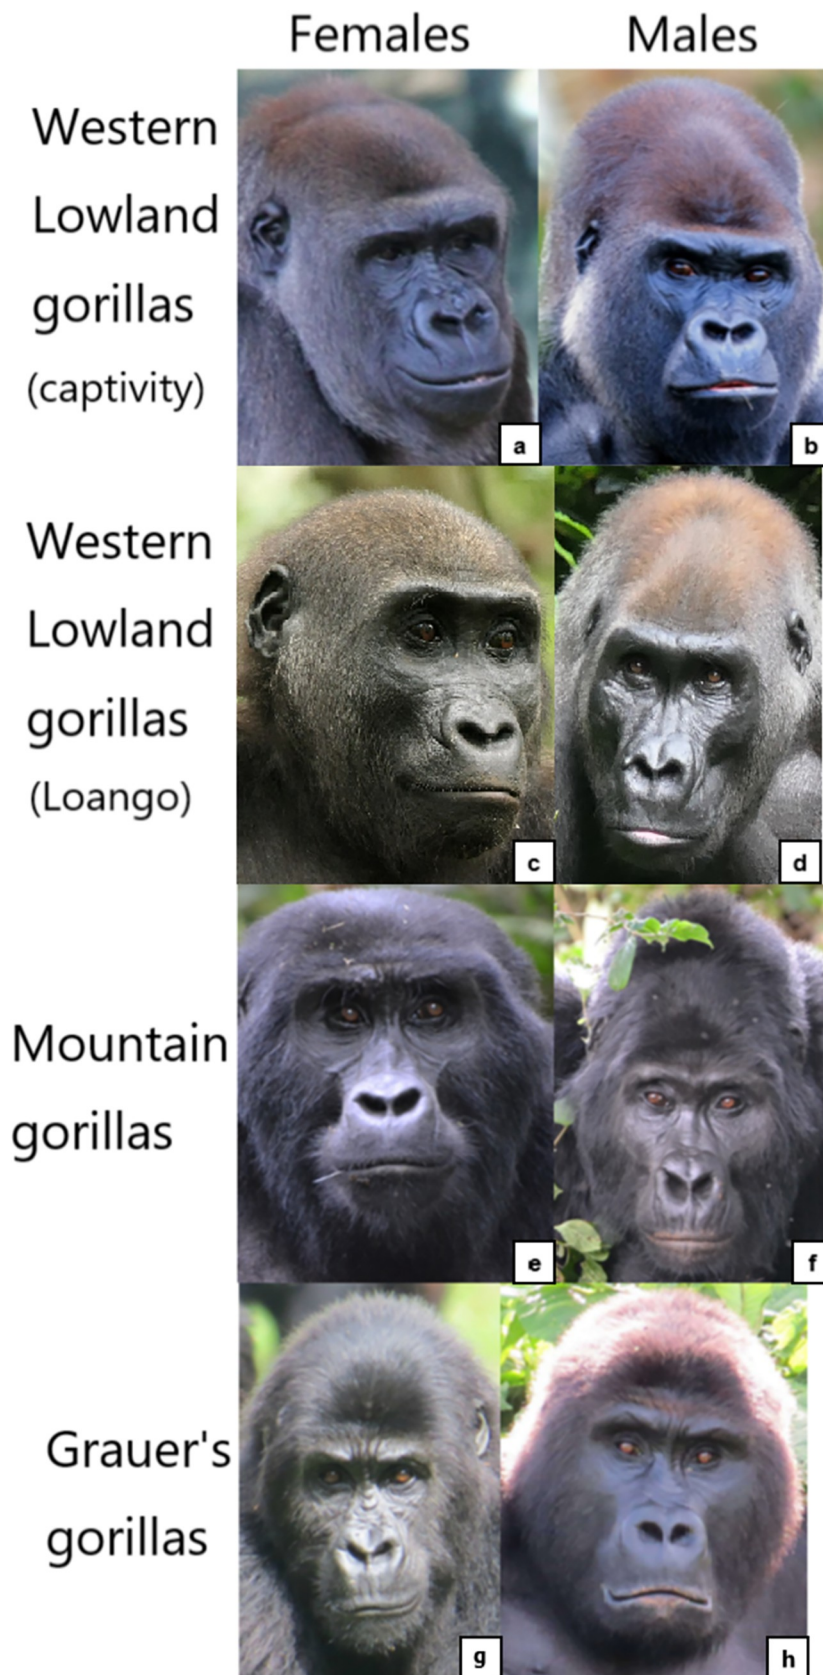 Females Males
Western
Lowland
gorillas
(captivity)
a b
Western
Lowland
gorillas
(Loango)
c d
Mountain
gorillas
e f
Grauer's
gorillas
g h